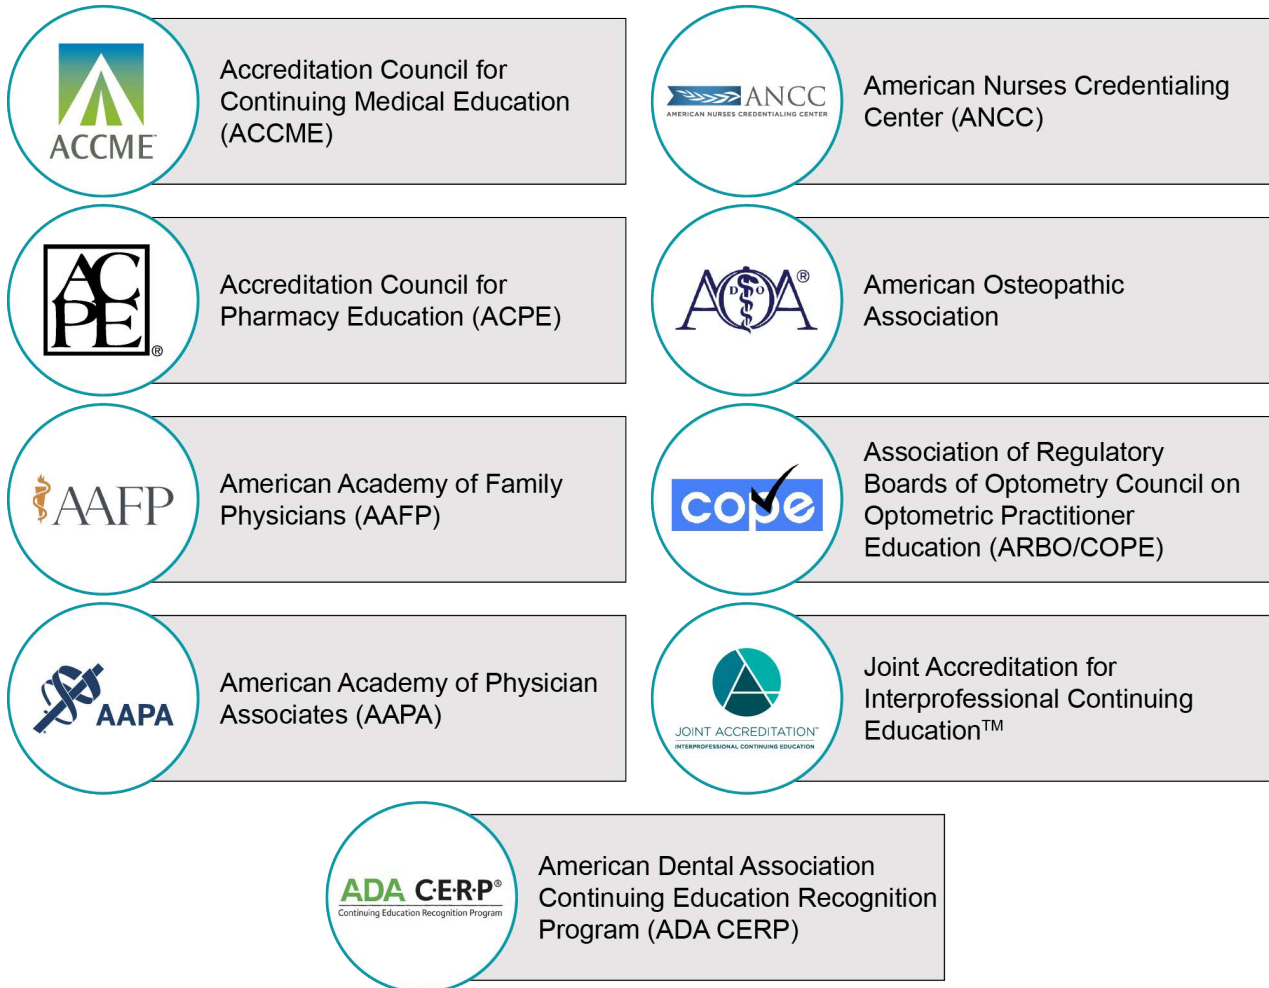 ACCME™
Accreditation Council for
Continuing Medical Education
(ACCME)
ANCC
AMERICAN NURSES CREDENTIALING CENTER
American Nurses Credentialing
Center (ANCC)
AC
PE®
Accreditation Council for
Pharmacy Education (ACPE)
AOA®
D O
American Osteopathic
Association
AAFP
American Academy of Family
Physicians (AAFP)
cope
Association of Regulatory
Boards of Optometry Council on
Optometric Practitioner
Education (ARBO/COPE)
AAPA
American Academy of Physician
Associates (AAPA)
JOINT ACCREDITATION™
INTERPROFESSIONAL CONTINUING EDUCATION
Joint Accreditation for
Interprofessional Continuing
Education™
ADA C·E·R·P®
Continuing Education Recognition Program
American Dental Association
Continuing Education Recognition
Program (ADA CERP)